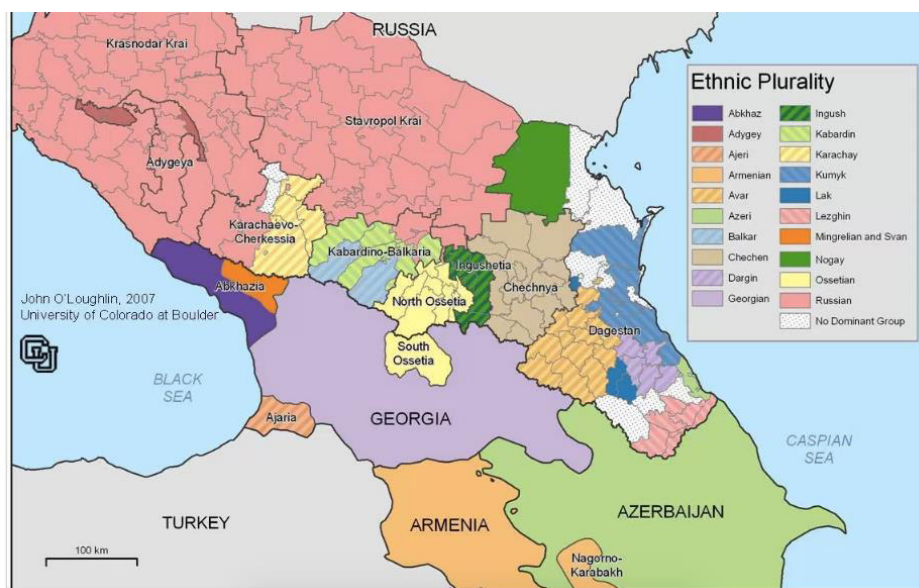 RUSSIA
Krasnodar Krai
Stavropol Krai
Adygeya
Karachaevo-
Cherkessia
Kabardino-Balkaria
Ingushetia
Chechnya
North Ossetia
South
Ossetia
Abkhazia
Dagestan
John O'Loughlin, 2007
University of Colorado at Boulder
CU
BLACK
SEA
GEORGIA
Ajaria
CASPIAN
SEA
TURKEY
ARMENIA
AZERBAIJAN
Nagorno-
Karabakh
100 km
Ethnic Plurality
Abkhaz
Adygey
Ajeri
Armenian
Avar
Azeri
Balkar
Chechen
Dargin
Georgian
Ingush
Kabardin
Karachay
Kumyk
Lak
Lezghin
Mingrelian and Svan
Nogay
Ossetian
Russian
No Dominant Group